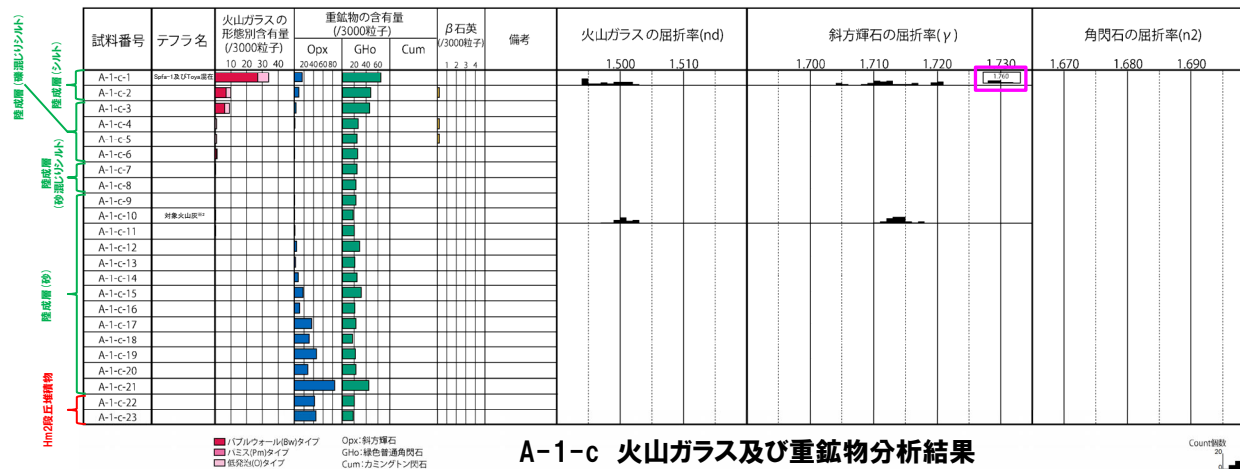 試料番号
テフラ名
火山ガラスの
形態別含有量
(/3000粒子)
10 20 30 40
重鉱物の含有量
(/3000粒子)
Opx
GHo
Cum
20 40 60 80
20 40 60
β石英
(/3000粒子)
1 2 3 4
備考
火山ガラスの屈折率(nd)
1,500
1,510
斜方輝石の屈折率(γ)
1,700
1,710
1,720
1,730
1,760
角閃石の屈折率(n2)
1,670
1,680
1,690
陸成層(礫混じりシルト)
陸成層(シルト)
陸成層
(砂混じりシルト)
陸成層(砂)
Hm2段丘堆積物
A-1-c-1 Spfa-1及びToya混在
A-1-c-2
A-1-c-3
A-1-c-4
A-1-c-5
A-1-c-6
A-1-c-7
A-1-c-8
A-1-c-9
A-1-c-10 対象火山灰※2
A-1-c-11
A-1-c-12
A-1-c-13
A-1-c-14
A-1-c-15
A-1-c-16
A-1-c-17
A-1-c-18
A-1-c-19
A-1-c-20
A-1-c-21
A-1-c-22
A-1-c-23
バブルウォール(Bw)タイプ
パミス(Pm)タイプ
低発泡(O)タイプ
Opx:斜方輝石
GHo:緑色普通角閃石
Cum:カミングトン閃石
A-1-c 火山ガラス及び重鉱物分析結果
Count個数
20
0